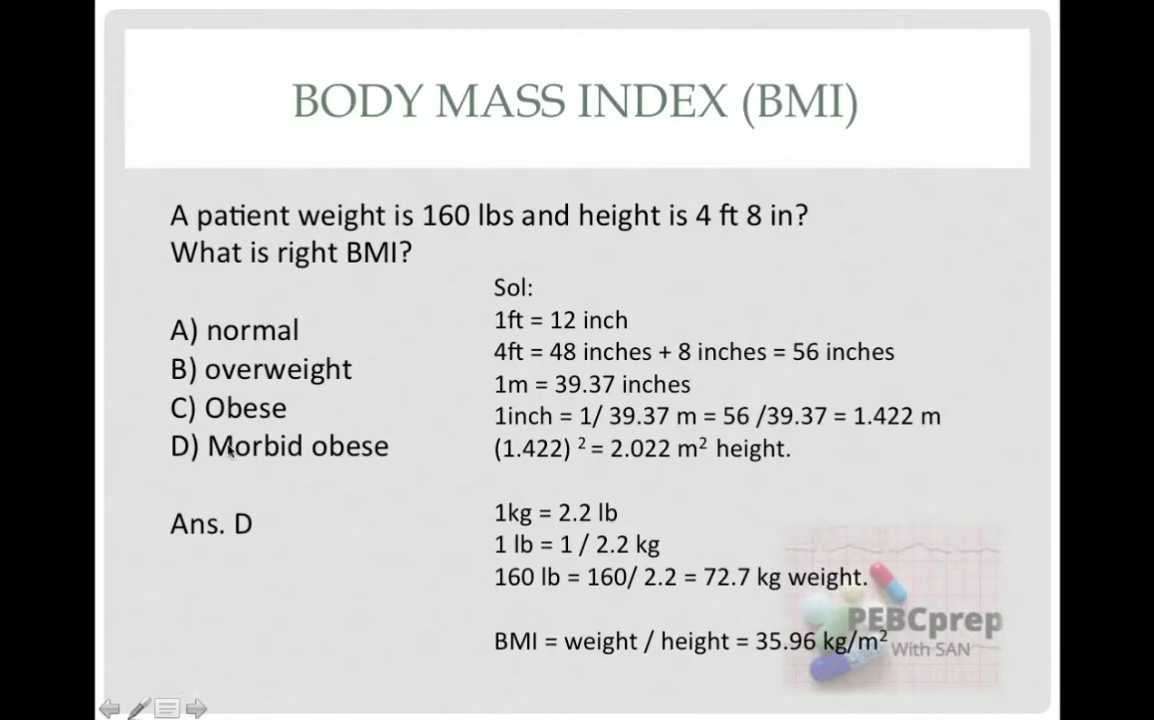 BODY MASS INDEX (BMI)
A patient weight is 160 lbs and height is 4 ft 8 in?
What is right BMI?
A) normal
B) overweight
C) Obese
D) Morbid obese
Ans. D
Sol:
1ft = 12 inch
4ft = 48 inches + 8 inches = 56 inches
1m = 39.37 inches
1inch = 1/ 39.37 m = 56 /39.37 = 1.422 m
(1.422) ² = 2.022 m² height.
1kg = 2.2 lb
1 lb = 1 / 2.2 kg
160 lb = 160/ 2.2 = 72.7 kg weight.
BMI = weight / height = 35.96 kg/m²
PEBCprep
With SAN